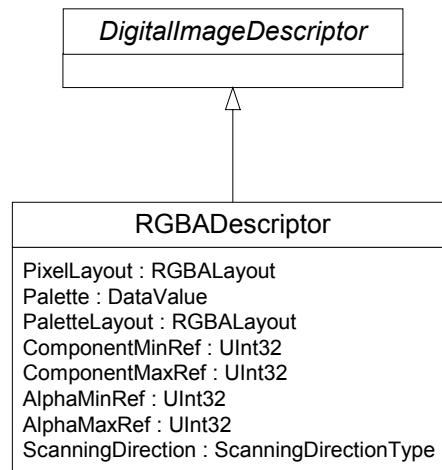 DigitalImageDescriptor
RGBADescriptor
PixelLayout : RGBALayout
Palette : DataValue
PaletteLayout : RGBALayout
ComponentMinRef : UInt32
ComponentMaxRef : UInt32
AlphaMinRef : UInt32
AlphaMaxRef : UInt32
ScanningDirection : ScanningDirectionType